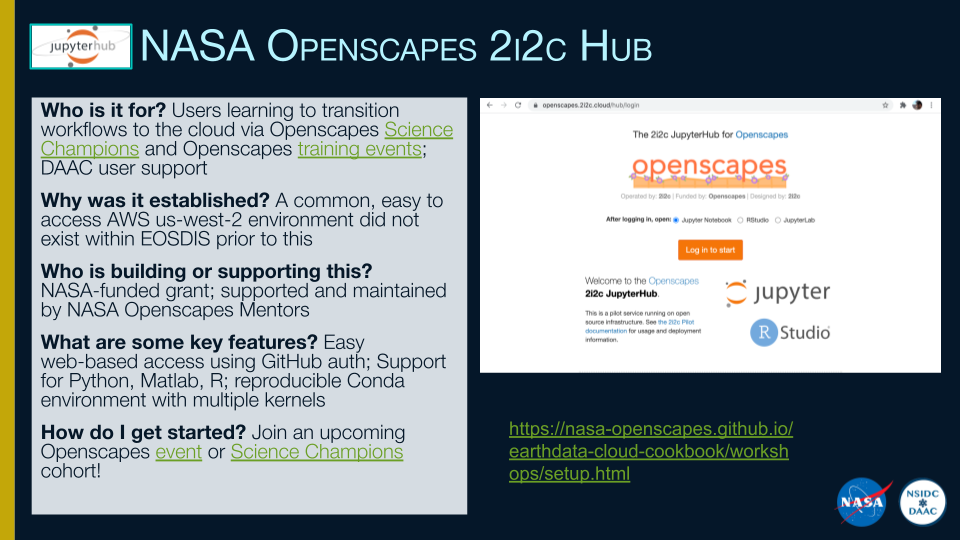 jupyterhub
NASA Openscapes 2i2c Hub
Who is it for? Users learning to transition
workflows to the cloud via Openscapes Science
Champions and Openscapes training events;
DAAC user support
Why was it established? A common, easy to
access AWS us-west-2 environment did not
exist within EOSDIS prior to this
Who is building or supporting this?
NASA-funded grant; supported and maintained
by NASA Openscapes Mentors
What are some key features? Easy
web-based access using GitHub auth; Support
for Python, Matlab, R; reproducible Conda
environment with multiple kernels
How do I get started? Join an upcoming
Openscapes event or Science Champions
cohort!
openscapes.2i2c.cloud/hub/login
The 2i2c JupyterHub for Openscapes
openscapes
Operated by: 2i2c | Funded by: Openscapes | Designed by: 2i2c
After logging in, open: Jupyter Notebook RStudio JupyterLab
Log in to start
Welcome to the Openscapes
2i2c JupyterHub.
This is a pilot service running on open
source infrastructure. See the 2i2c Pilot
documentation for usage and deployment
information.
jupyter
R Studio
https://nasa-openscapes.github.io/
earthdata-cloud-cookbook/worksh
ops/setup.html
NASA
NSIDC
DAAC